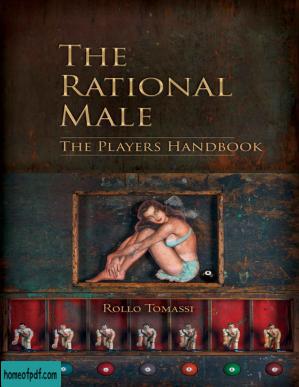 THE
RATIONAL
MALE
THE PLAYERS HANDBOOK
ROLLO TOMASSI
homeofpdf.com